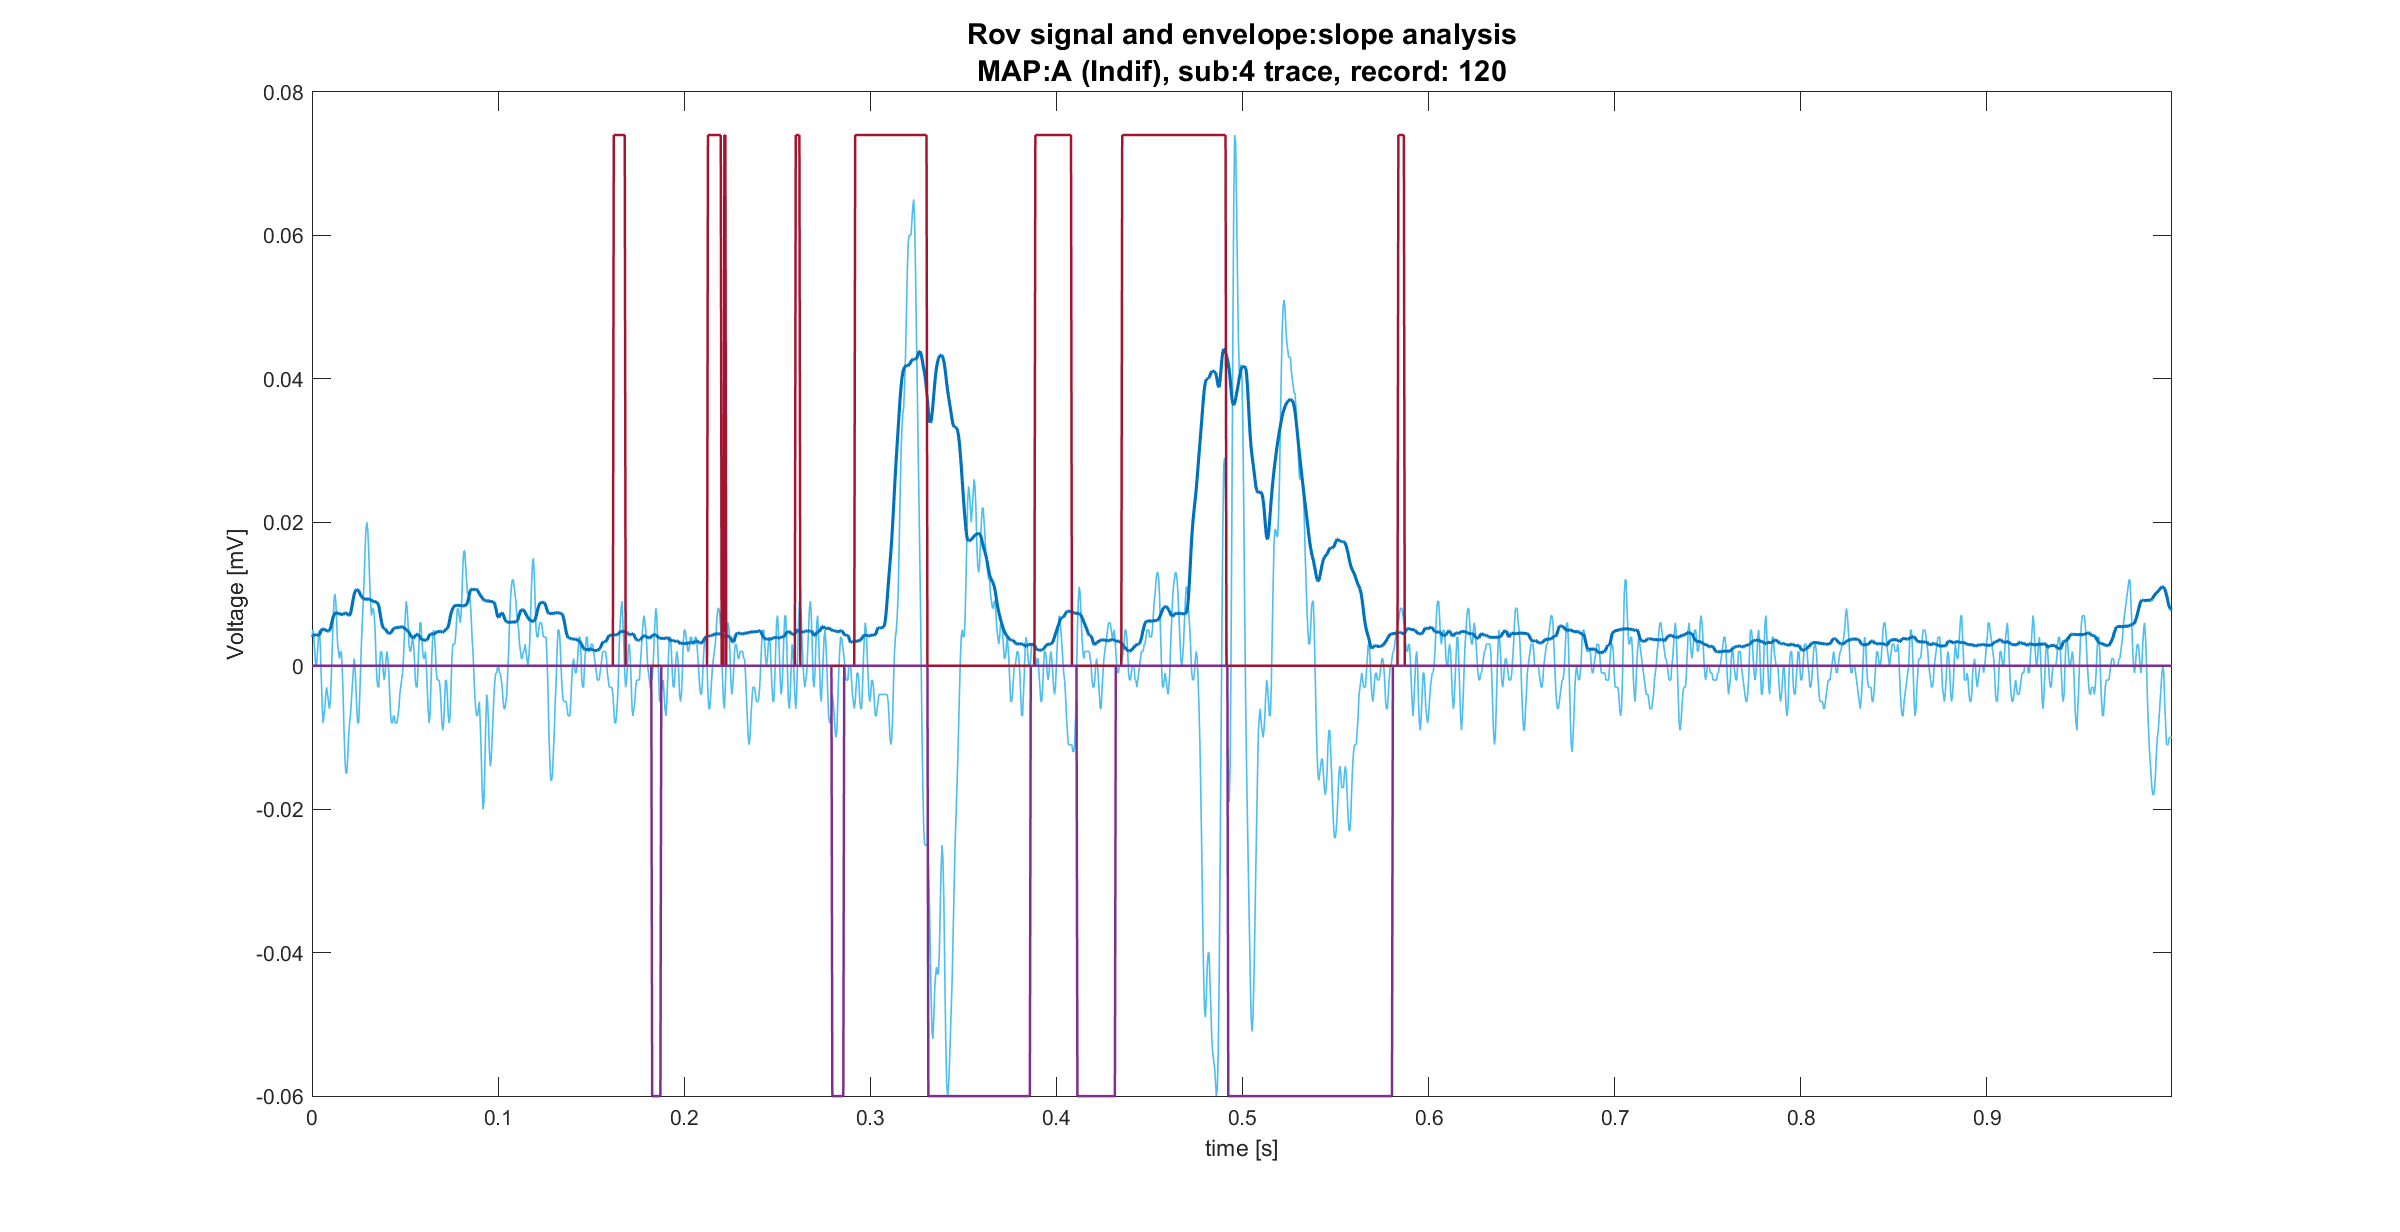 Rov signal and envelope:slope analysis
MAP:A (Indif), sub:4 trace, record: 120
0.08
0.06
0.04
0.02
0
-0.02
-0.04
-0.06
Voltage [mV]
0 0.1 0.2 0.3 0.4 0.5 0.6 0.7 0.8 0.9
time [s]